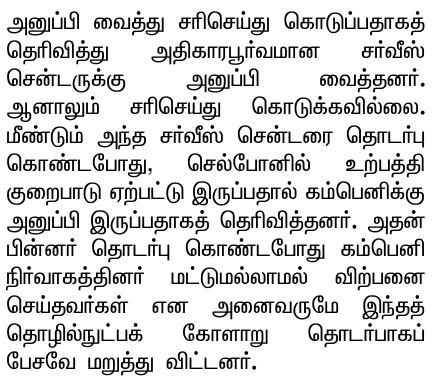 அனுப்பி வைத்து சரிசெய்து கொடுப்பதாகத்
தெரிவித்து அதிகாரபூர்வமான சர்வீஸ்
சென்டருக்கு அனுப்பி வைத்தனர்.
ஆனாலும் சரிசெய்து கொடுக்கவில்லை.
மீண்டும் அந்த சர்வீஸ் சென்டரை தொடர்பு
கொண்டபோது, செல்போனில் உற்பத்தி
குறைபாடு ஏற்பட்டு இருப்பதால் கம்பெனிக்கு
அனுப்பி இருப்பதாகத் தெரிவித்தனர். அதன்
பின்னர் தொடர்பு கொண்டபோது கம்பெனி
நிர்வாகத்தினர் மட்டுமல்லாமல் விற்பனை
செய்தவர்கள் என அனைவருமே இந்தத்
தொழில்நுட்பக் கோளாறு தொடர்பாகப்
பேசவே மறுத்து விட்டனர்.